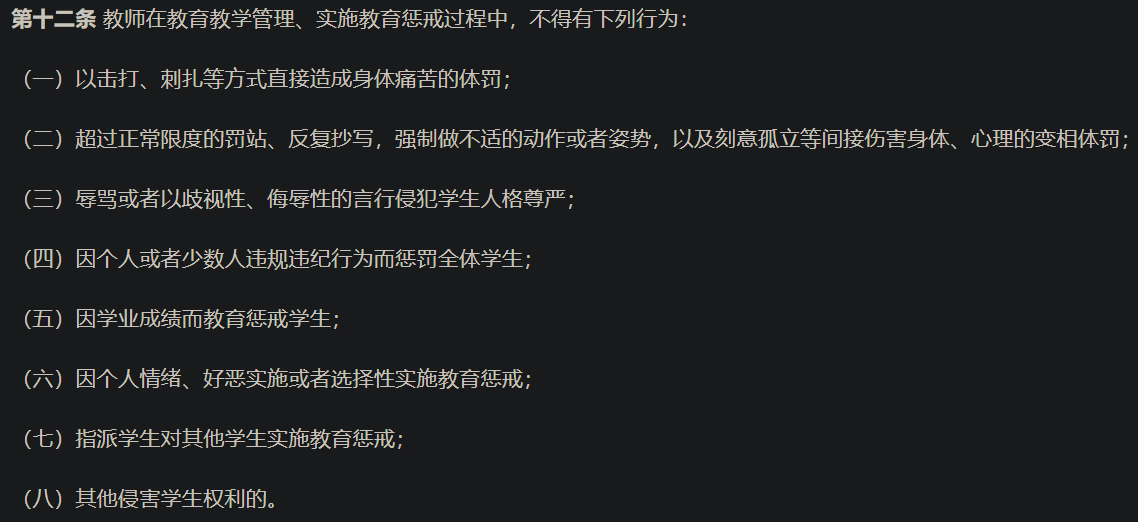 第十二条 教师在教育教学管理、实施教育惩戒过程中，不得有下列行为：
（一）以击打、刺扎等方式直接造成身体痛苦的体罚；
（二）超过正常限度的罚站、反复抄写，强制做不适的动作或者姿势，以及刻意孤立等间接伤害身体、心理的变相体罚；
（三）辱骂或者以歧视性、侮辱性的言行侵犯学生人格尊严；
（四）因个人或者少数人违规违纪行为而惩罚全体学生；
（五）因学业成绩而教育惩戒学生；
（六）因个人情绪、好恶实施或者选择性实施教育惩戒；
（七）指派学生对其他学生实施教育惩戒；
（八）其他侵害学生权利的。